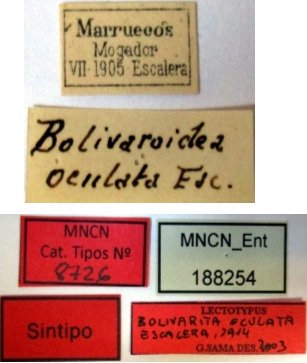 Marruecos
Mogador
VII-1905 Escalera
Bolivaroidea
oculata Esc.
MNCN
Cat. Tipos Nº
8726
MNCN_Ent
188254
Sintipo
LECTOTYPUS
BOLIVARITA OCULATA
ESCALERA, 1914
G. SAMA DES. 2003